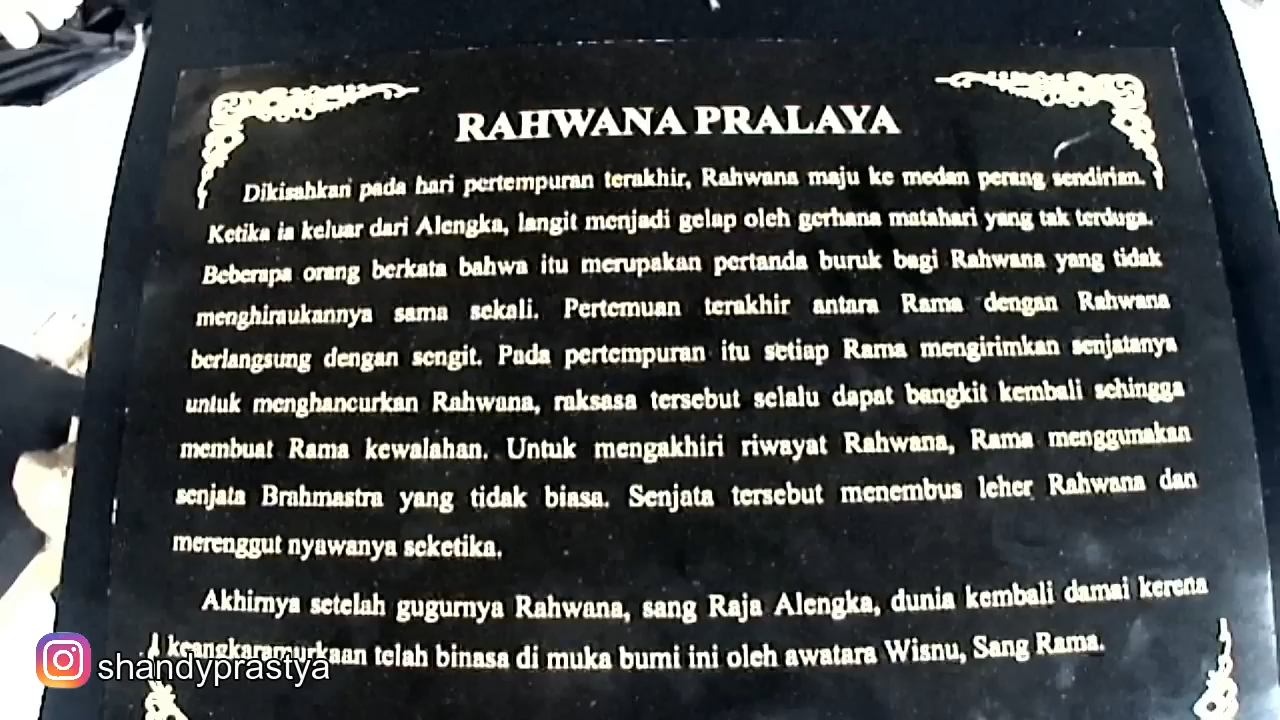 RAHWANA PRALAYA
Dikisahkan pada hari pertempuran terakhir, Rahwana maju ke medan perang sendirian.
Ketika ia keluar dari Alengka, langit menjadi gelap oleh gerhana matahari yang tak terduga.
Beberapa orang berkata bahwa itu merupakan pertanda buruk bagi Rahwana yang tidak
menghiraukannya sama sekali. Pertemuan terakhir antara Rama dengan Rahwana
berlangsung dengan sengit. Pada pertempuran itu setiap Rama mengirimkan senjatanya
untuk menghancurkan Rahwana, raksasa tersebut selalu dapat bangkit kembali sehingga
membuat Rama kewalahan. Untuk mengakhiri riwayat Rahwana, Rama menggunakan
senjata Brahmastra yang tidak biasa. Senjata tersebut menembus leher Rahwana dan
merenggut nyawanya seketika.
Akhirnya setelah gugurnya Rahwana, sang Raja Alengka, dunia kembali damai kerena
keangkaramurkaan telah binasa di muka bumi ini oleh awatara Wisnu, Sang Rama.
shandyprastya